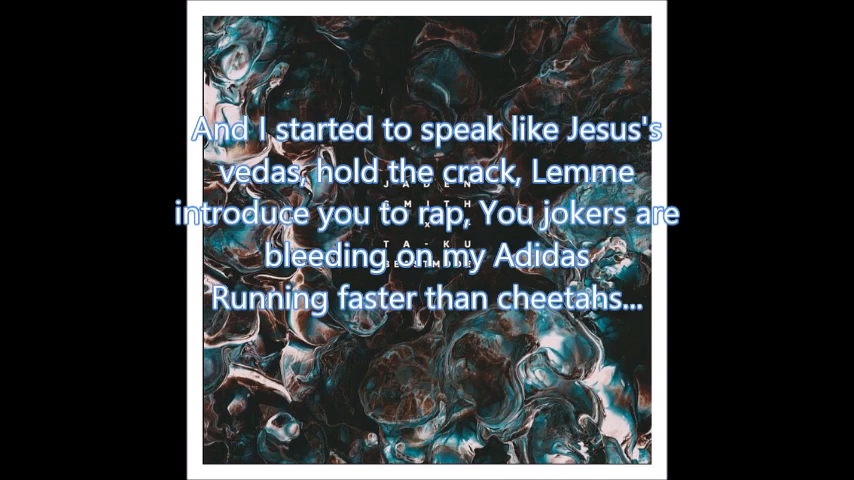 And I started to speak like Jesus's
vedas, hold the crack, Lemme
introduce you to rap, You jokers are
bleeding on my Adidas
Running faster than cheetahs...
JADEN
SMITH
X
TA-KU
BEASTMODE